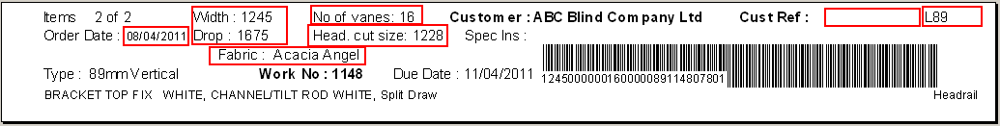 Items 2 of 2 Width : 1245 No of vanes: 16 Customer : ABC Blind Company Ltd Cust Ref : L89
Order Date : 08/04/2011 Drop : 1675 Head. cut size: 1228 Spec Ins :
Fabric : Acacia Angel
Type : 89mm Vertical Work No : 1148 Due Date : 11/04/2011 1245000000160000089114807801
BRACKET TOP FIX WHITE, CHANNEL/TILT ROD WHITE, Split Draw Headrail